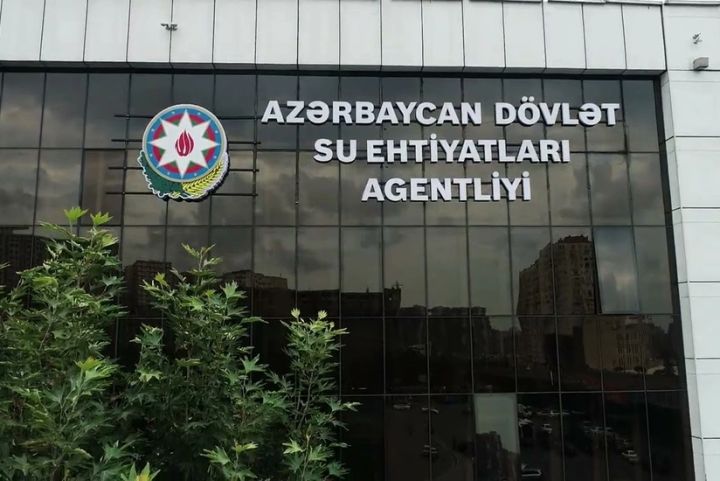 AZƏRBAYCAN DÖVLƏT
SU EHTİYATLARI
AGENTLİYİ